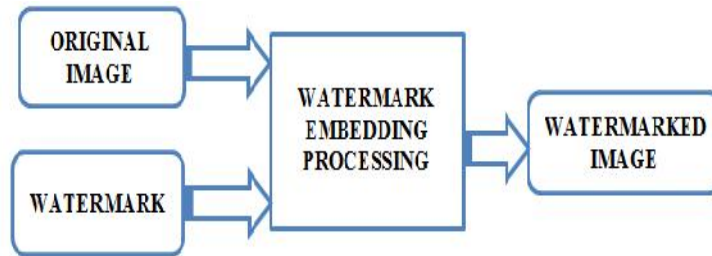 ORIGINAL
IMAGE
WATERMARK
WATERMARK
EMBEDDING
PROCESSING
WATERMARKED
IMAGE